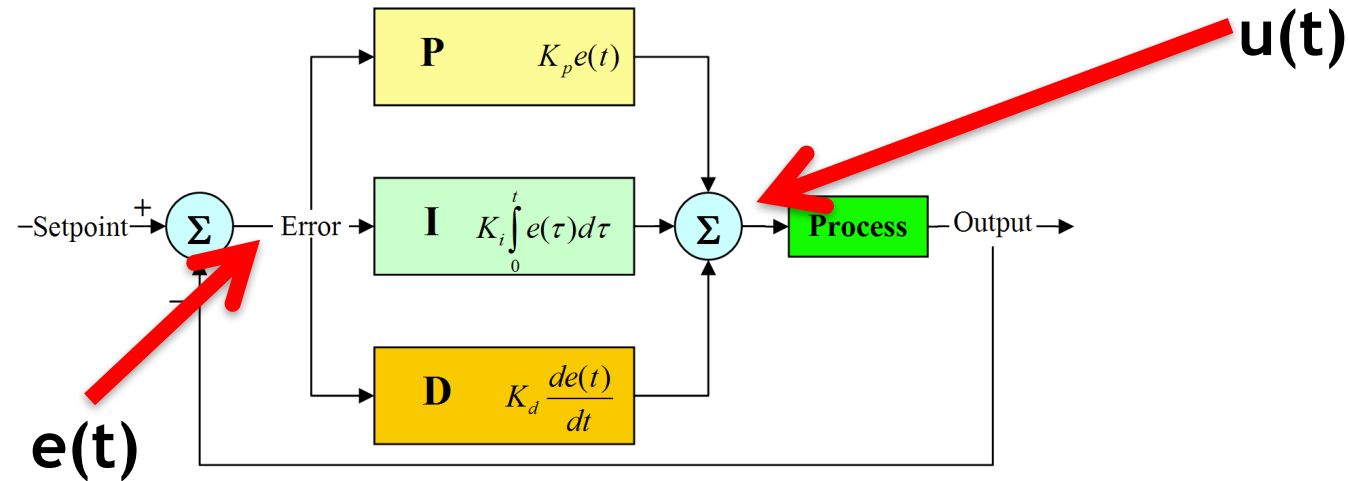 u(t)
P K_p e(t)
+
−
Setpoint
Σ
Error
I K_i ∫_0^t e(τ)dτ
Σ
Process
Output
D K_d de(t)/dt
e(t)